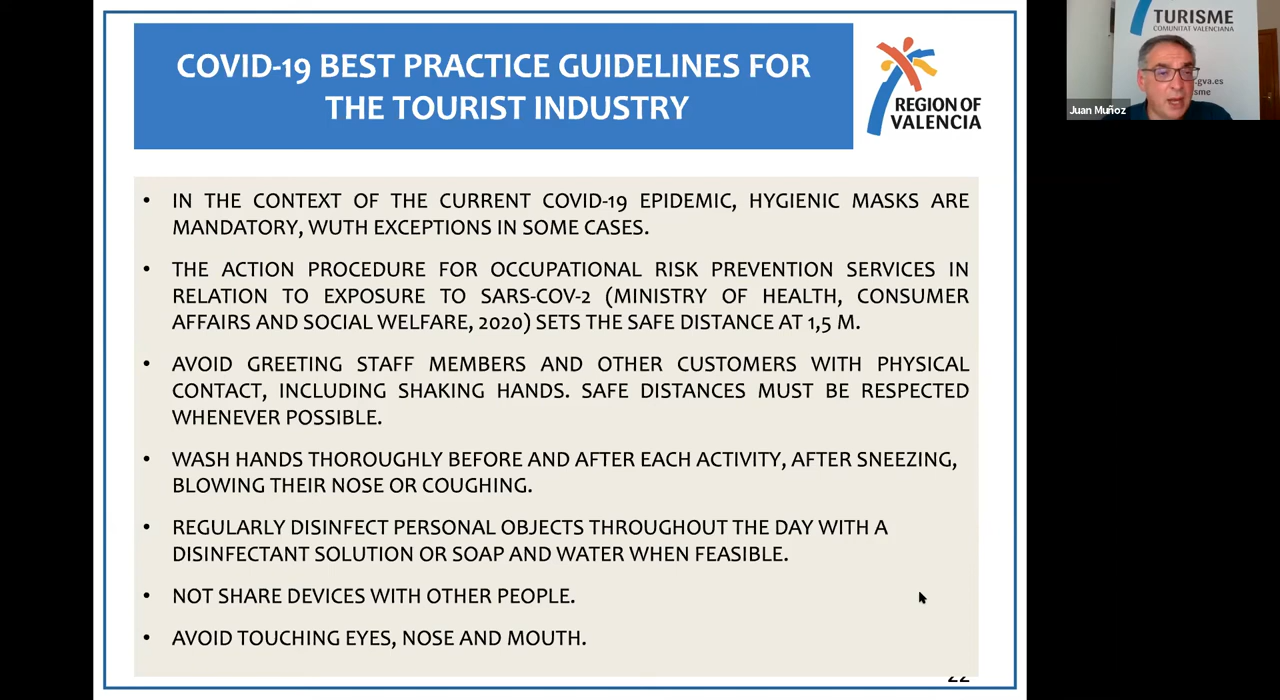 COVID-19 BEST PRACTICE GUIDELINES FOR
THE TOURIST INDUSTRY
REGION OF
VALENCIA
• IN THE CONTEXT OF THE CURRENT COVID-19 EPIDEMIC, HYGIENIC MASKS ARE
MANDATORY, WUTH EXCEPTIONS IN SOME CASES.
• THE ACTION PROCEDURE FOR OCCUPATIONAL RISK PREVENTION SERVICES IN
RELATION TO EXPOSURE TO SARS-COV-2 (MINISTRY OF HEALTH, CONSUMER
AFFAIRS AND SOCIAL WELFARE, 2020) SETS THE SAFE DISTANCE AT 1,5 M.
• AVOID GREETING STAFF MEMBERS AND OTHER CUSTOMERS WITH PHYSICAL
CONTACT, INCLUDING SHAKING HANDS. SAFE DISTANCES MUST BE RESPECTED
WHENEVER POSSIBLE.
• WASH HANDS THOROUGHLY BEFORE AND AFTER EACH ACTIVITY, AFTER SNEEZING,
BLOWING THEIR NOSE OR COUGHING.
• REGULARLY DISINFECT PERSONAL OBJECTS THROUGHOUT THE DAY WITH A
DISINFECTANT SOLUTION OR SOAP AND WATER WHEN FEASIBLE.
• NOT SHARE DEVICES WITH OTHER PEOPLE.
• AVOID TOUCHING EYES, NOSE AND MOUTH.
22
TURISME
COMUNITAT VALENCIANA
.gva.es
isme
Juan Muñoz